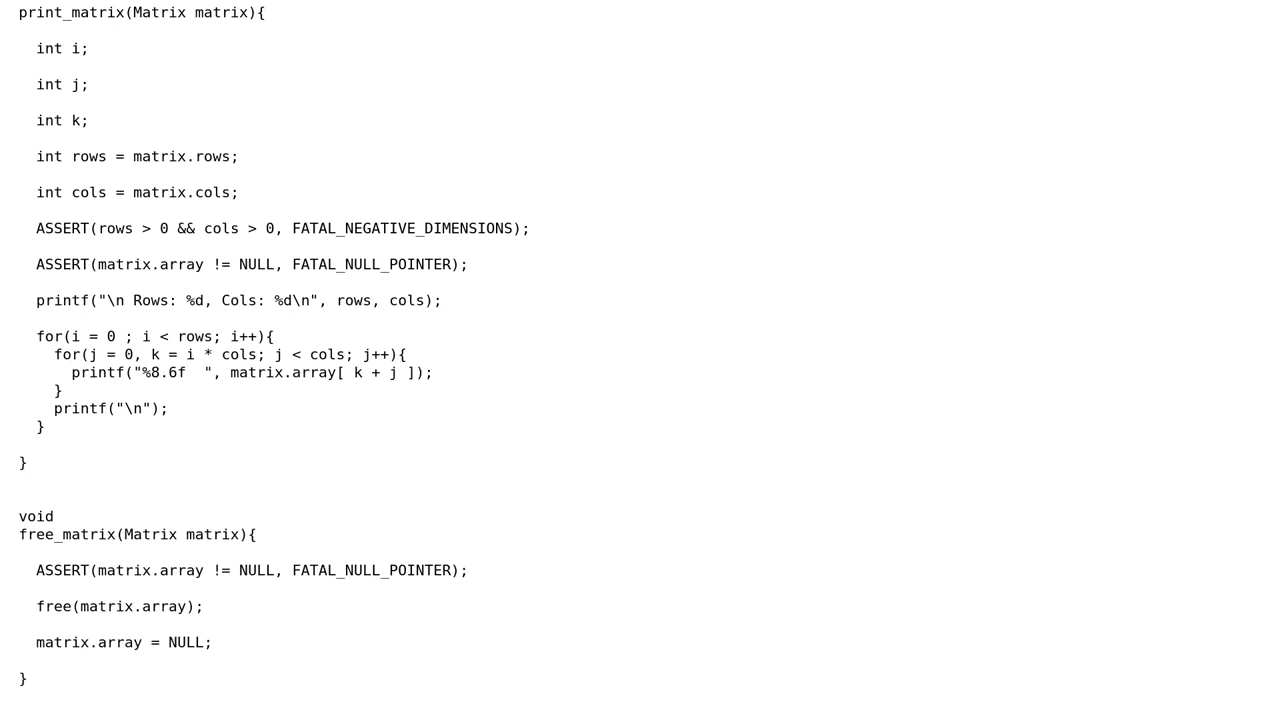 print_matrix(Matrix matrix){

  int i;

  int j;

  int k;

  int rows = matrix.rows;

  int cols = matrix.cols;

  ASSERT(rows > 0 && cols > 0, FATAL_NEGATIVE_DIMENSIONS);

  ASSERT(matrix.array != NULL, FATAL_NULL_POINTER);

  printf("\n Rows: %d, Cols: %d\n", rows, cols);

  for(i = 0 ; i < rows; i++){
    for(j = 0, k = i * cols; j < cols; j++){
      printf("%8.6f  ", matrix.array[ k + j ]);
    }
    printf("\n");
  }

}


void
free_matrix(Matrix matrix){

  ASSERT(matrix.array != NULL, FATAL_NULL_POINTER);

  free(matrix.array);

  matrix.array = NULL;

}